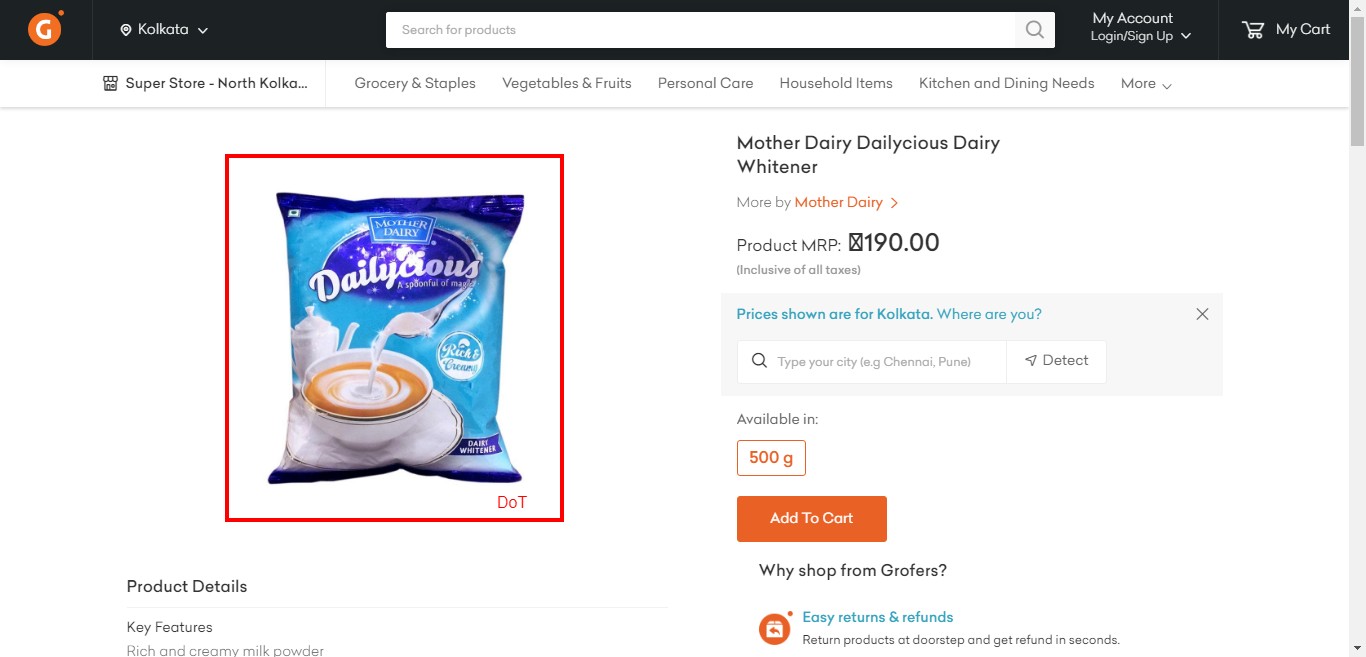 G
Kolkata
Search for products
My Account
Login/Sign Up
My Cart
Super Store - North Kolka...
Grocery & Staples
Vegetables & Fruits
Personal Care
Household Items
Kitchen and Dining Needs
More
MOTHER
DAIRY
Dailycious
A spoonful of magic
Rich &
Creamy
DAIRY
WHITENER
DoT
Mother Dairy Dailycious Dairy
Whitener
More by Mother Dairy
Product MRP: 190.00
(Inclusive of all taxes)
Prices shown are for Kolkata. Where are you?
Type your city (e.g Chennai, Pune)
Detect
Available in:
500 g
Add To Cart
Why shop from Grofers?
Easy returns & refunds
Return products at doorstep and get refund in seconds.
Product Details
Key Features
Rich and creamy milk powder